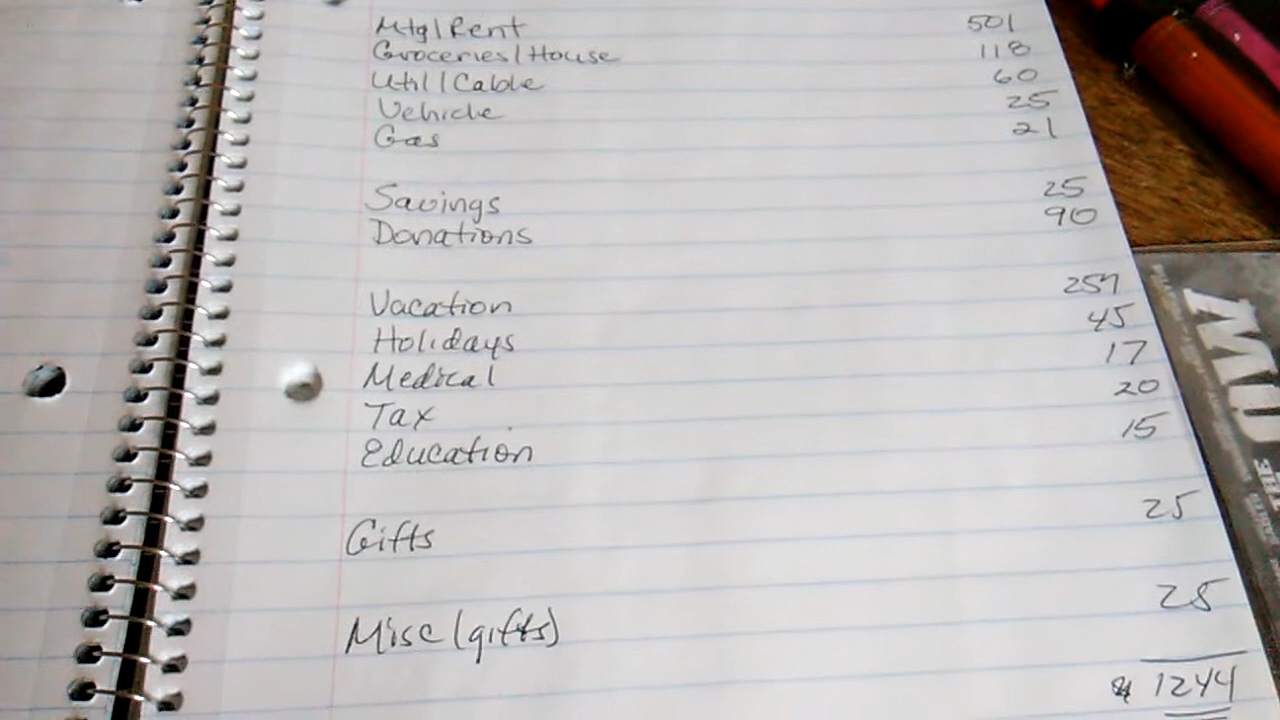 Mtg/Rent 501
Groceries/House 118
Util/Cable 60
Vehicle 25
Gas 21
Savings 25
Donations 90
Vacation 257
Holidays 45
Medical 17
Tax 20
Education 15
Gifts 25
Misc (gifts) 25
$ 1244